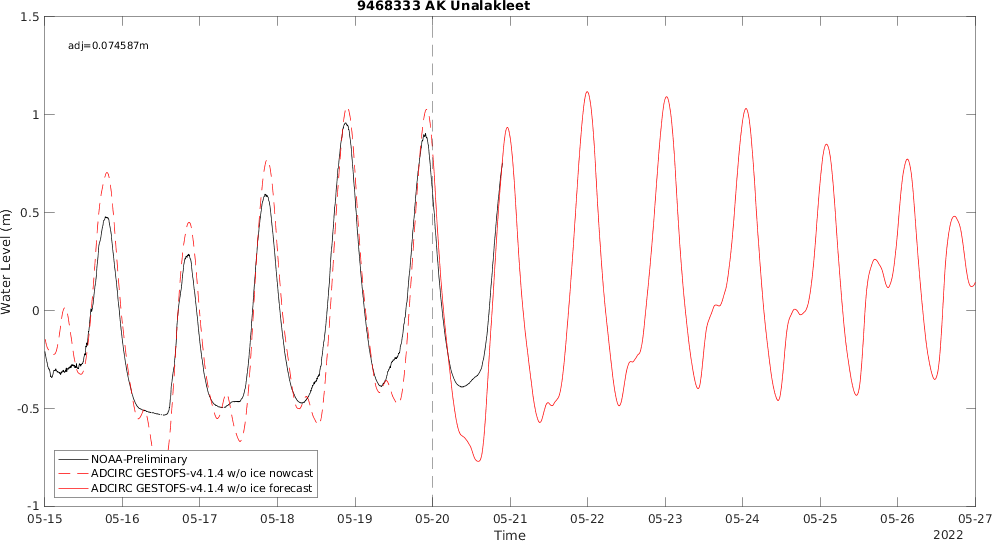 9468333 AK Unalakleet
1.5
adj=0.074587m
1
0.5
Water Level (m)
0
-0.5
NOAA-Preliminary
ADCIRC GESTOFS-v4.1.4 w/o ice nowcast
ADCIRC GESTOFS-v4.1.4 w/o ice forecast
-1
05-15 05-16 05-17 05-18 05-19 05-20 05-21 05-22 05-23 05-24 05-25 05-26 05-27
Time
2022